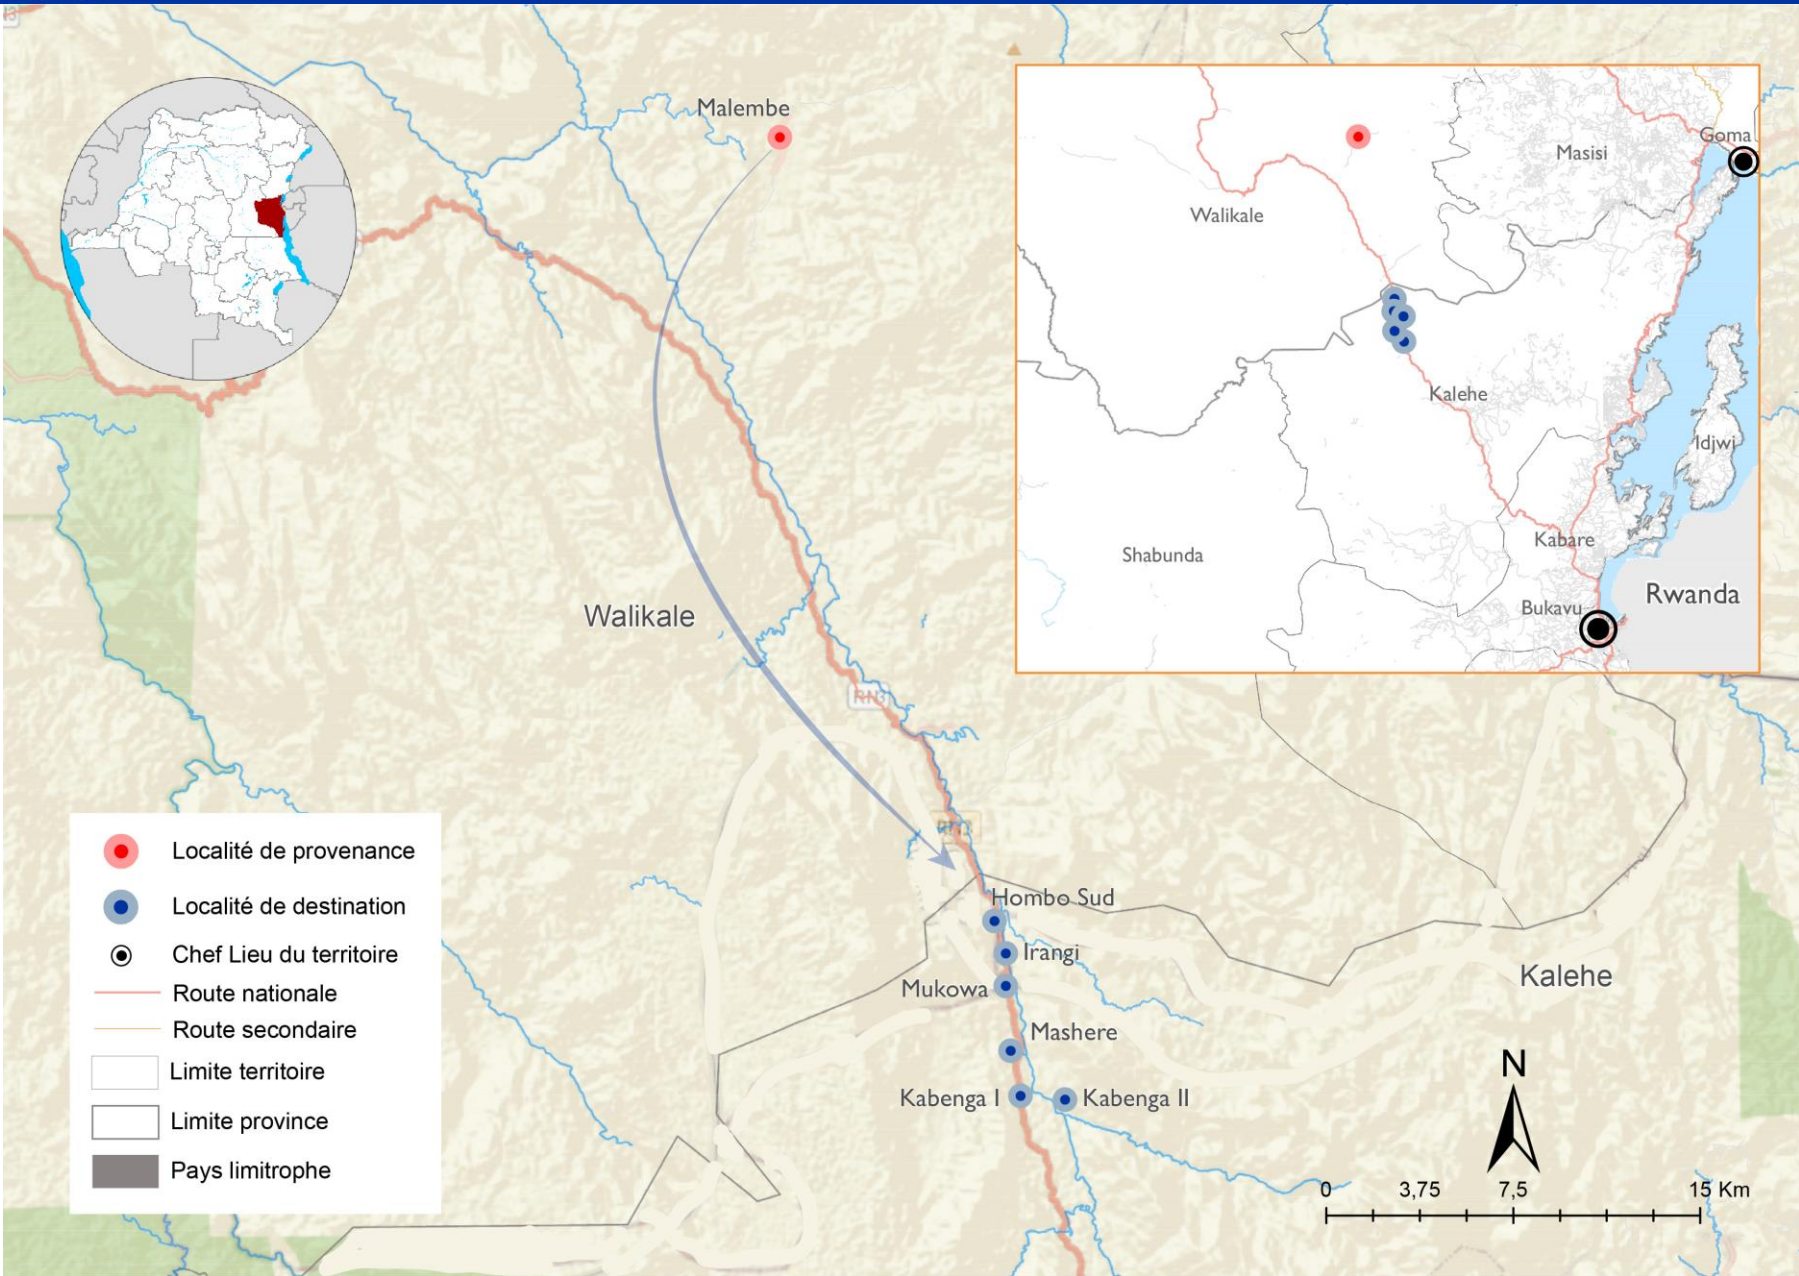 Malembe
Goma
Masisi
Walikale
Kalehe
Idjwi
Shabunda
Kabare
Bukavu
Rwanda
Walikale
RN3
Hombo Sud
Irangi
Mukowa
Kalehe
Mashere
Kabenga I
Kabenga II
Localité de provenance
Localité de destination
Chef Lieu du territoire
Route nationale
Route secondaire
Limite territoire
Limite province
Pays limitrophe
N
0 3,75 7,5 15 Km